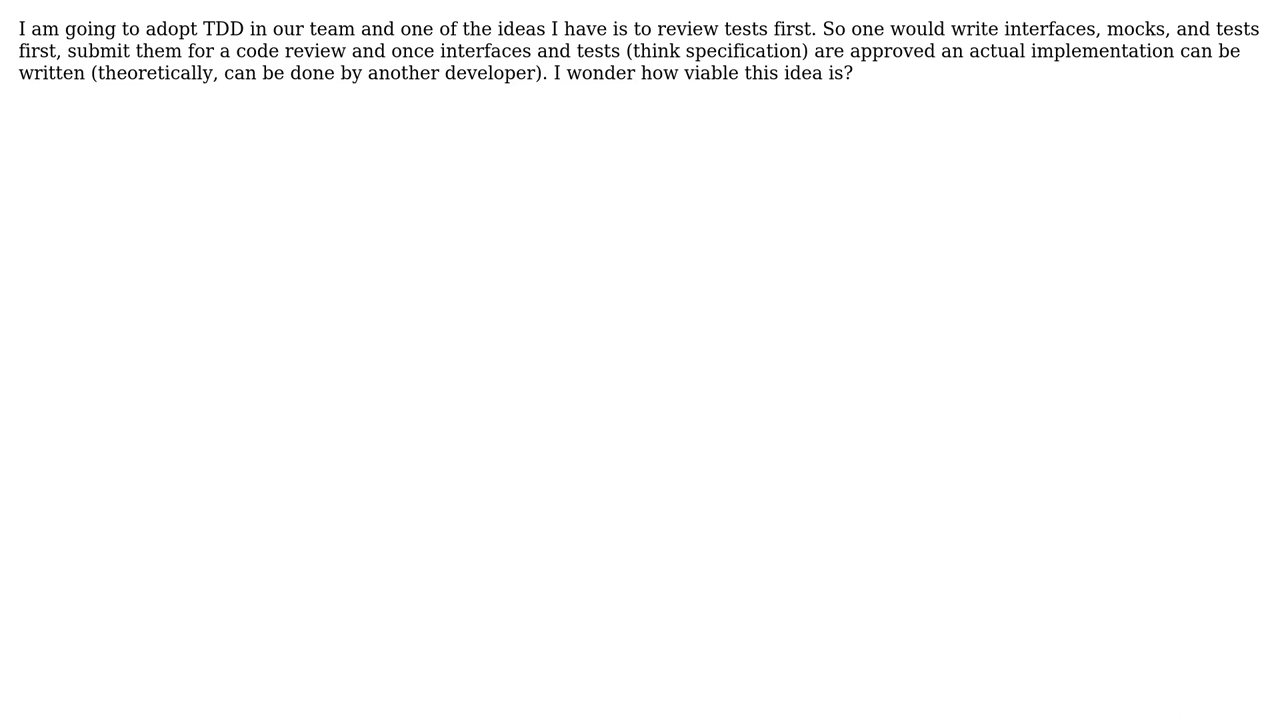 I am going to adopt TDD in our team and one of the ideas I have is to review tests first. So one would write interfaces, mocks, and tests
first, submit them for a code review and once interfaces and tests (think specification) are approved an actual implementation can be
written (theoretically, can be done by another developer). I wonder how viable this idea is?